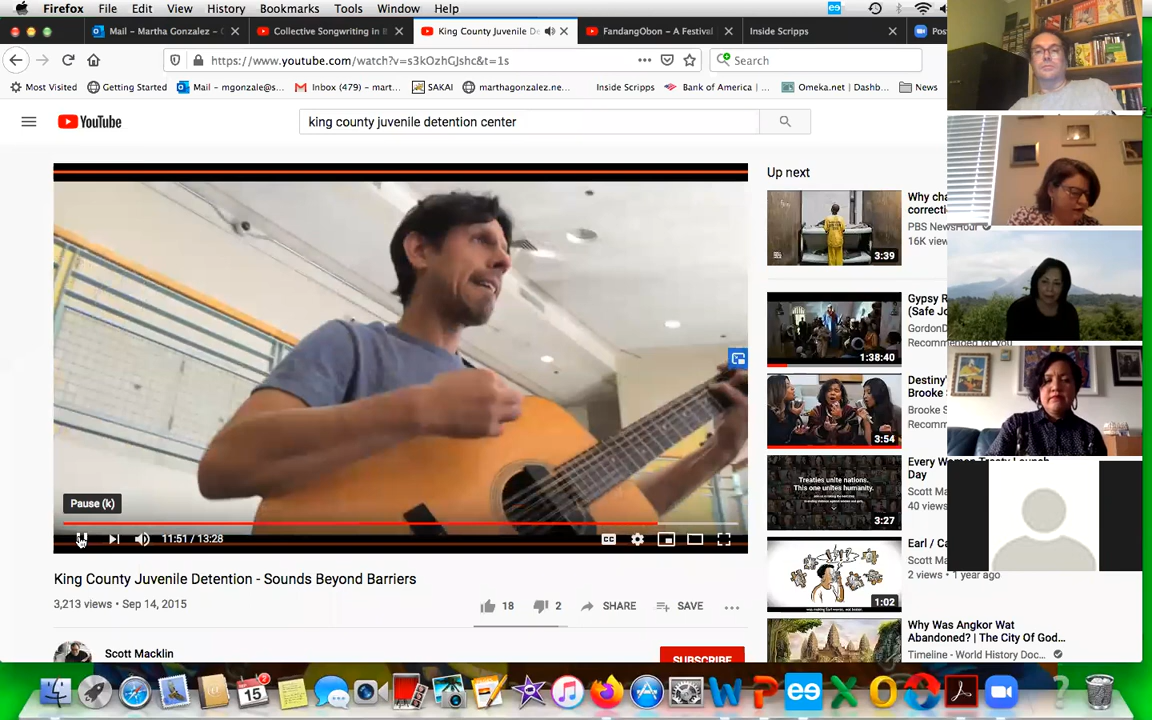 Firefox File Edit View History Bookmarks Tools Window Help
Mail – Martha Gonzalez – 
Collective Songwriting in
King County Juvenile De
FandangObon – A Festival
Inside Scripps
https://www.youtube.com/watch?v=s3kOzhGJshc&t=1s
Search
Most Visited
Getting Started
Mail – mgonzale@s...
Inbox (479) – mart...
SAKAI
marthagonzalez.ne...
Inside Scripps
Bank of America |...
Omeka.net | Dashb...
News
YouTube
king county juvenile detention center
Up next
Why cha
correcti
PBS NewsHour
16K view
3:39
Gypsy R
(Safe Jo
GordonD
Recommended for you
1:38:40
Destiny'
Brooke
Brooke S
Recomm
3:54
Every Woman Treaty Launch
Day
Scott Ma
40 views
Treaties unite nations.
This one unites humanity.
3:27
Earl / Ca
Scott Ma
2 views • 1 year ago
1:02
Why Was Angkor Wat
Abandoned? | The City Of God...
Timeline - World History Doc...
Pause (k)
11:51 / 13:28
CC
King County Juvenile Detention - Sounds Beyond Barriers
3,213 views • Sep 14, 2015
18
2
SHARE
SAVE
Scott Macklin
SUBSCRIBE
15